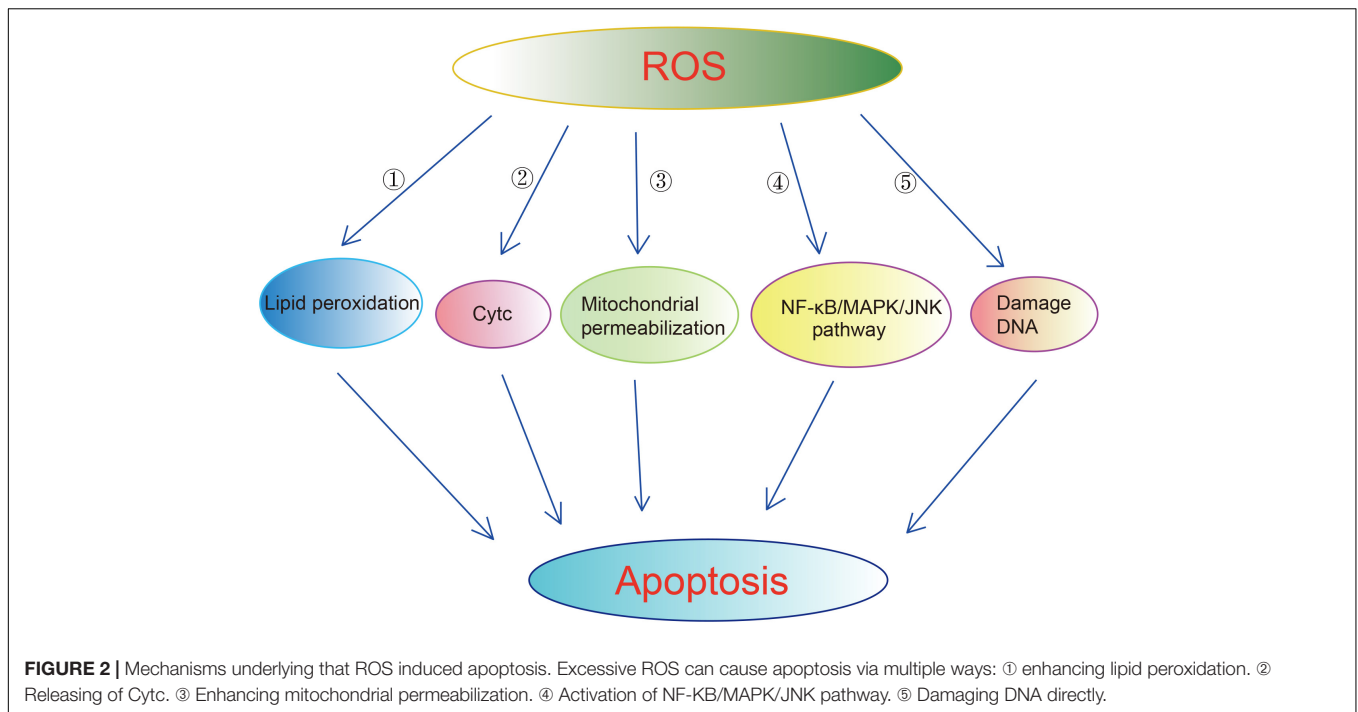 ROS
① ② ③ ④ ⑤
Lipid peroxidation
Cytc
Mitochondrial
permeabilization
NF-κB/MAPK/JNK
pathway
Damage
DNA
Apoptosis
FIGURE 2 | Mechanisms underlying that ROS induced apoptosis. Excessive ROS can cause apoptosis via multiple ways: ① enhancing lipid peroxidation. ②
Releasing of Cytc. ③ Enhancing mitochondrial permeabilization. ④ Activation of NF-KB/MAPK/JNK pathway. ⑤ Damaging DNA directly.